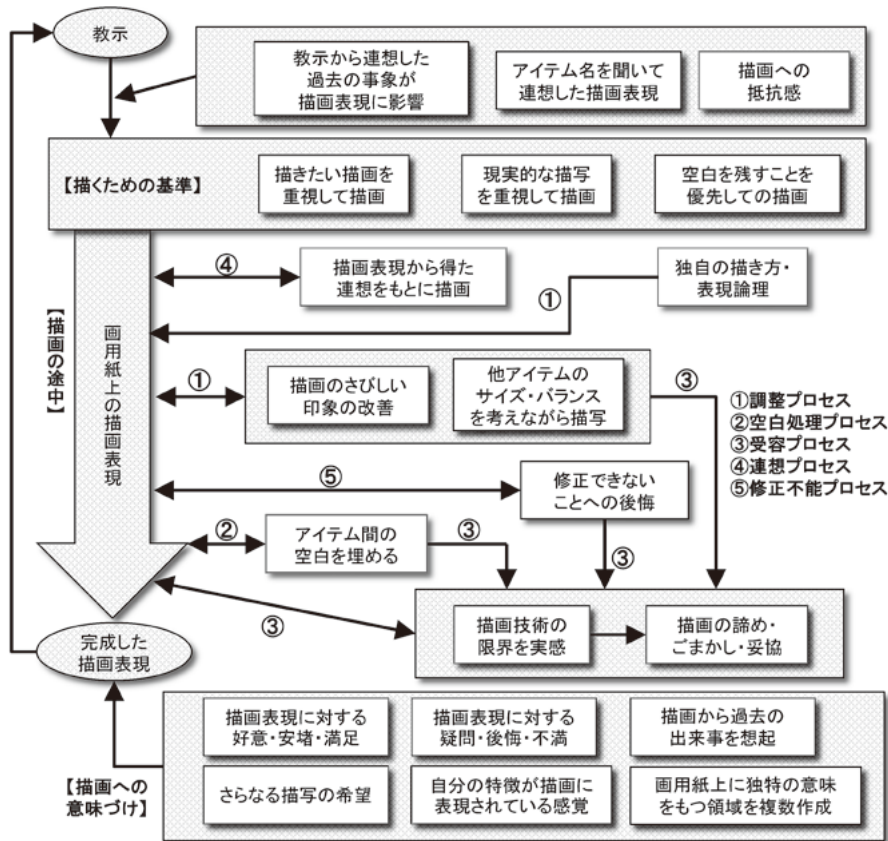 教示
教示から連想した
過去の事象が
描画表現に影響
アイテム名を聞いて
連想した描画表現
描画への
抵抗感
【描くための基準】
描きたい描画を
重視して描画
現実的な描写
を重視して描画
空白を残すことを
優先しての描画
④
描画表現から得た
連想をもとに描画
①
独自の描き方・
表現論理
【描画の途中】
画用紙上の描画表現
①
描画のさびしい
印象の改善
他アイテムの
サイズ・バランス
を考えながら描写
③
①調整プロセス
②空白処理プロセス
③受容プロセス
④連想プロセス
⑤修正不能プロセス
⑤
修正できない
ことへの後悔
②
アイテム間の
空白を埋める
③
③
③
描画技術の
限界を実感
描画の諦め・
ごまかし・妥協
完成した
描画表現
【描画への
意味づけ】
描画表現に対する
好意・安堵・満足
描画表現に対する
疑問・後悔・不満
描画から過去の
出来事を想起
さらなる描写の希望
自分の特徴が描画に
表現されている感覚
画用紙上に独特の意味
をもつ領域を複数作成